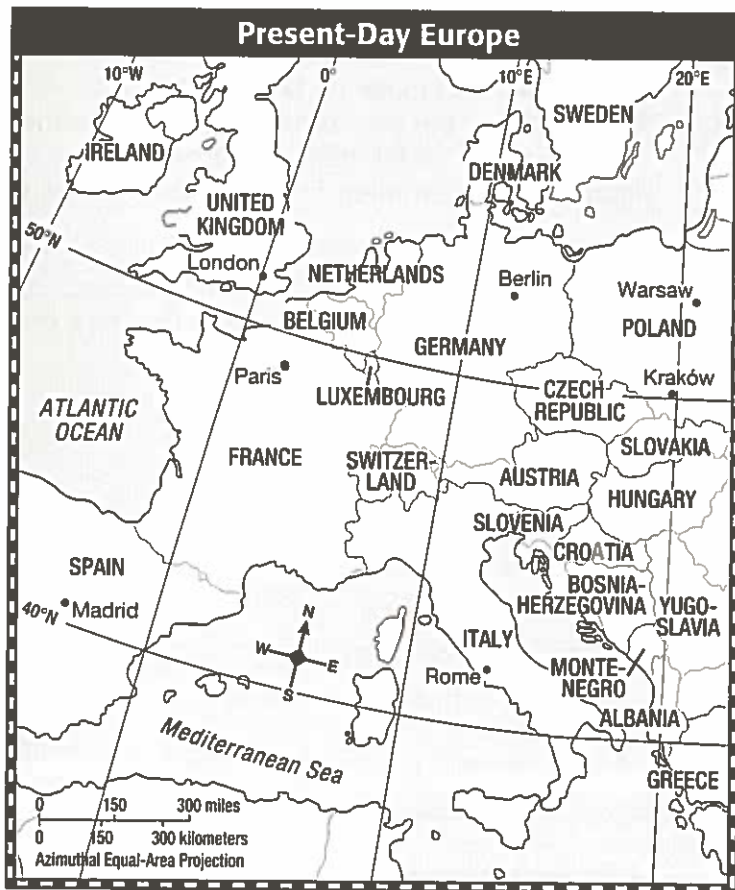 Present-Day Europe
10°W
0°
10°E
20°E
SWEDEN
IRELAND
DENMARK
UNITED
KINGDOM
50°N
London
NETHERLANDS
Berlin
Warsaw
BELGIUM
POLAND
GERMANY
Paris
LUXEMBOURG
CZECH
REPUBLIC
Kraków
ATLANTIC
OCEAN
FRANCE
SWITZER-
LAND
SLOVAKIA
AUSTRIA
HUNGARY
SLOVENIA
CROATIA
SPAIN
BOSNIA-
HERZEGOVINA
YUGO-
SLAVIA
40°N
Madrid
N
W
E
S
ITALY
Rome
MONTE-
NEGRO
ALBANIA
Mediterranean Sea
GREECE
0 150 300 miles
0 150 300 kilometers
Azimuthal Equal-Area Projection